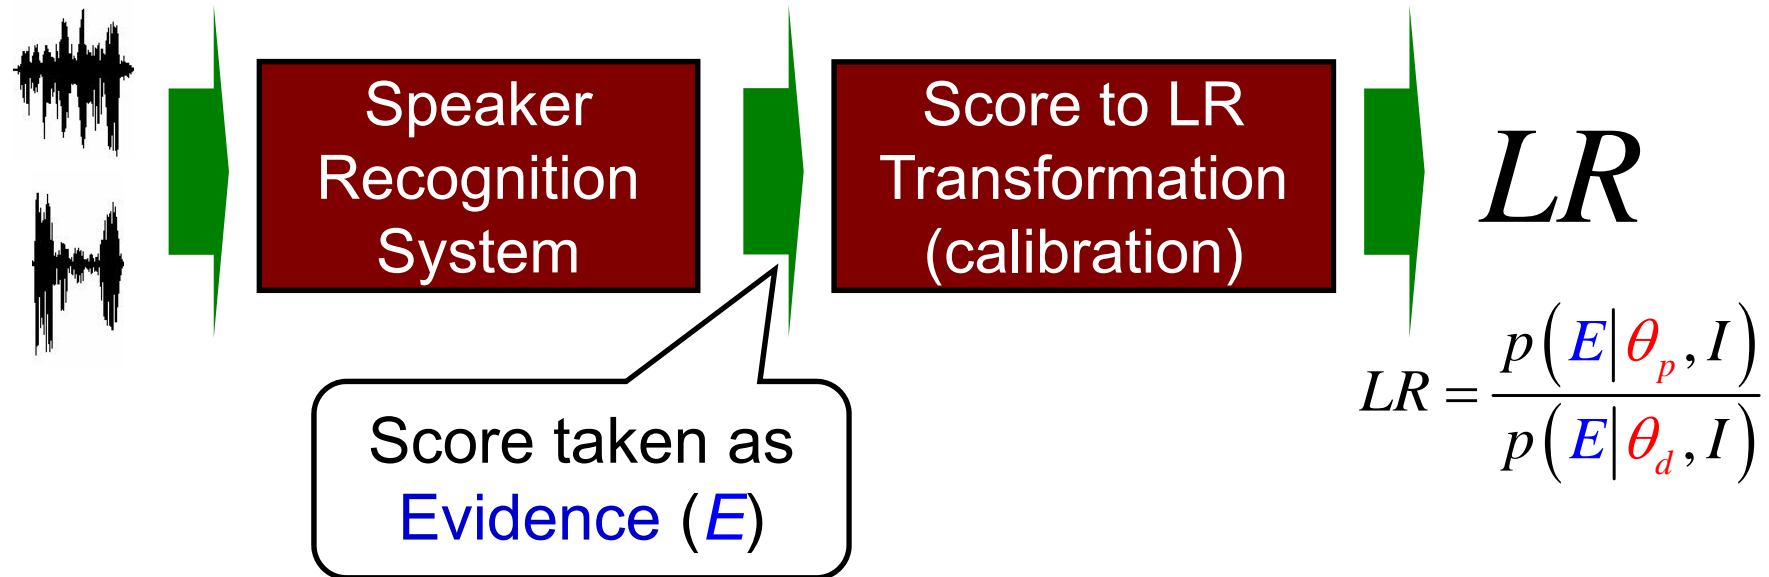 Speaker
Recognition
System
Score to LR
Transformation
(calibration)
LR
Score taken as
Evidence (E)
LR = p(E|θp, I) / p(E|θd, I)